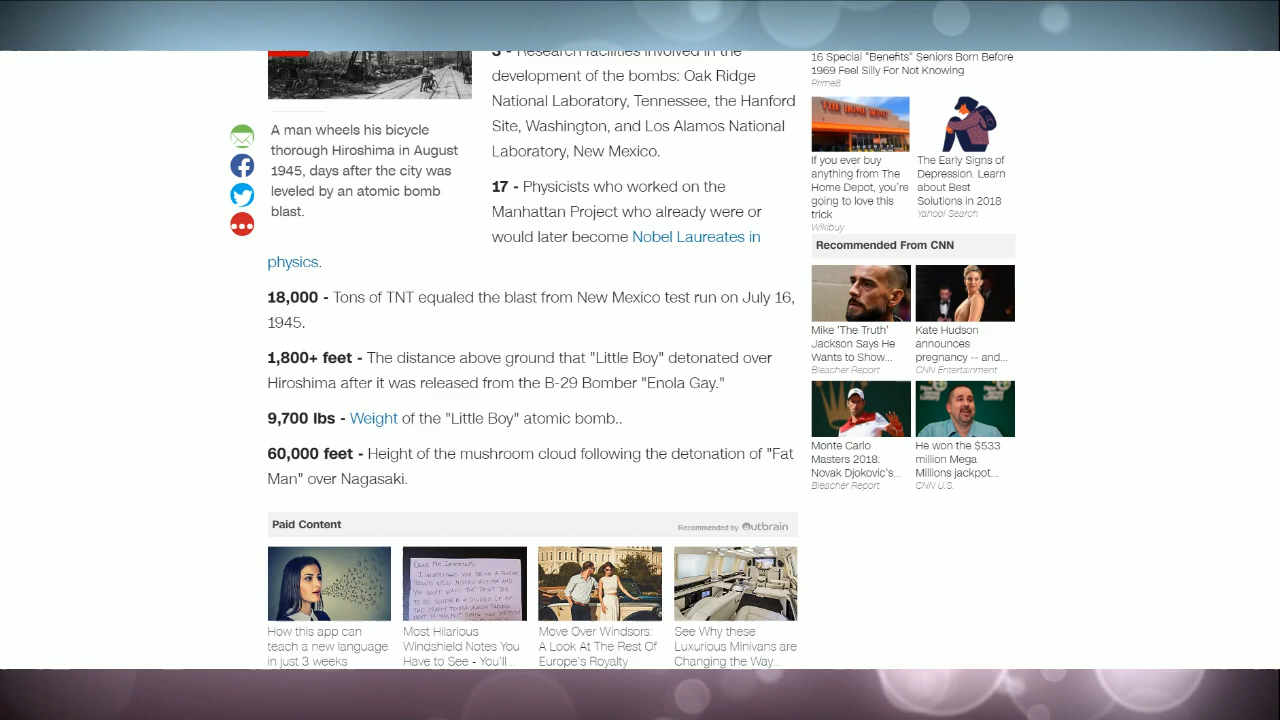 3 - Research facilities involved in the
development of the bombs: Oak Ridge
National Laboratory, Tennessee, the Hanford
Site, Washington, and Los Alamos National
Laboratory, New Mexico.
A man wheels his bicycle
thorough Hiroshima in August
1945, days after the city was
leveled by an atomic bomb
blast.
17 - Physicists who worked on the
Manhattan Project who already were or
would later become Nobel Laureates in
physics.
18,000 - Tons of TNT equaled the blast from New Mexico test run on July 16,
1945.
1,800+ feet - The distance above ground that "Little Boy" detonated over
Hiroshima after it was released from the B-29 Bomber "Enola Gay."
9,700 lbs - Weight of the "Little Boy" atomic bomb..
60,000 feet - Height of the mushroom cloud following the detonation of "Fat
Man" over Nagasaki.
Paid Content
Recommended by Outbrain
How this app can
teach a new language
in just 3 weeks
Most Hilarious
Windshield Notes You
Have to See - You'll...
Move Over Windsors:
A Look At The Rest Of
Europe's Royalty
See Why these
Luxurious Minivans are
Changing the Way...
16 Special "Benefits" Seniors Born Before
1969 Feel Silly For Not Knowing
Prime8
THE HOME DEPOT
If you ever buy
anything from The
Home Depot, you're
going to love this
trick
Wikibuy
The Early Signs of
Depression. Learn
about Best
Solutions in 2018
Yahoo! Search
Recommended From CNN
Mike 'The Truth'
Jackson Says He
Wants to Show...
Bleacher Report
Kate Hudson
announces
pregnancy -- and...
CNN Entertainment
Monte Carlo
Masters 2018:
Novak Djokovic's...
Bleacher Report
He won the $533
million Mega
Millions jackpot...
CNN U.S.